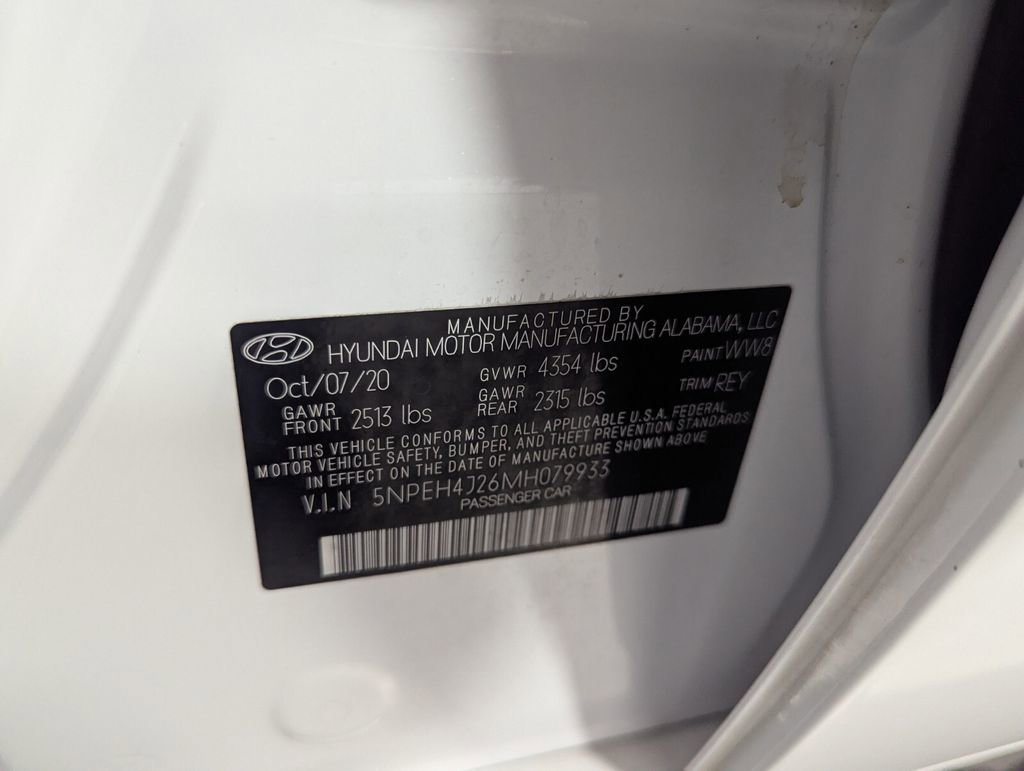 MANUFACTURED BY
HYUNDAI MOTOR MANUFACTURING ALABAMA, LLC
Oct/07/20 GVWR 4354 lbs PAINT WW8
GAWR FRONT 2513 lbs GAWR REAR 2315 lbs TRIM REY
THIS VEHICLE CONFORMS TO ALL APPLICABLE U.S.A. FEDERAL
MOTOR VEHICLE SAFETY, BUMPER, AND THEFT PREVENTION STANDARDS
IN EFFECT ON THE DATE OF MANUFACTURE SHOWN ABOVE
V.I.N 5NPEH4J26MH079933
PASSENGER CAR